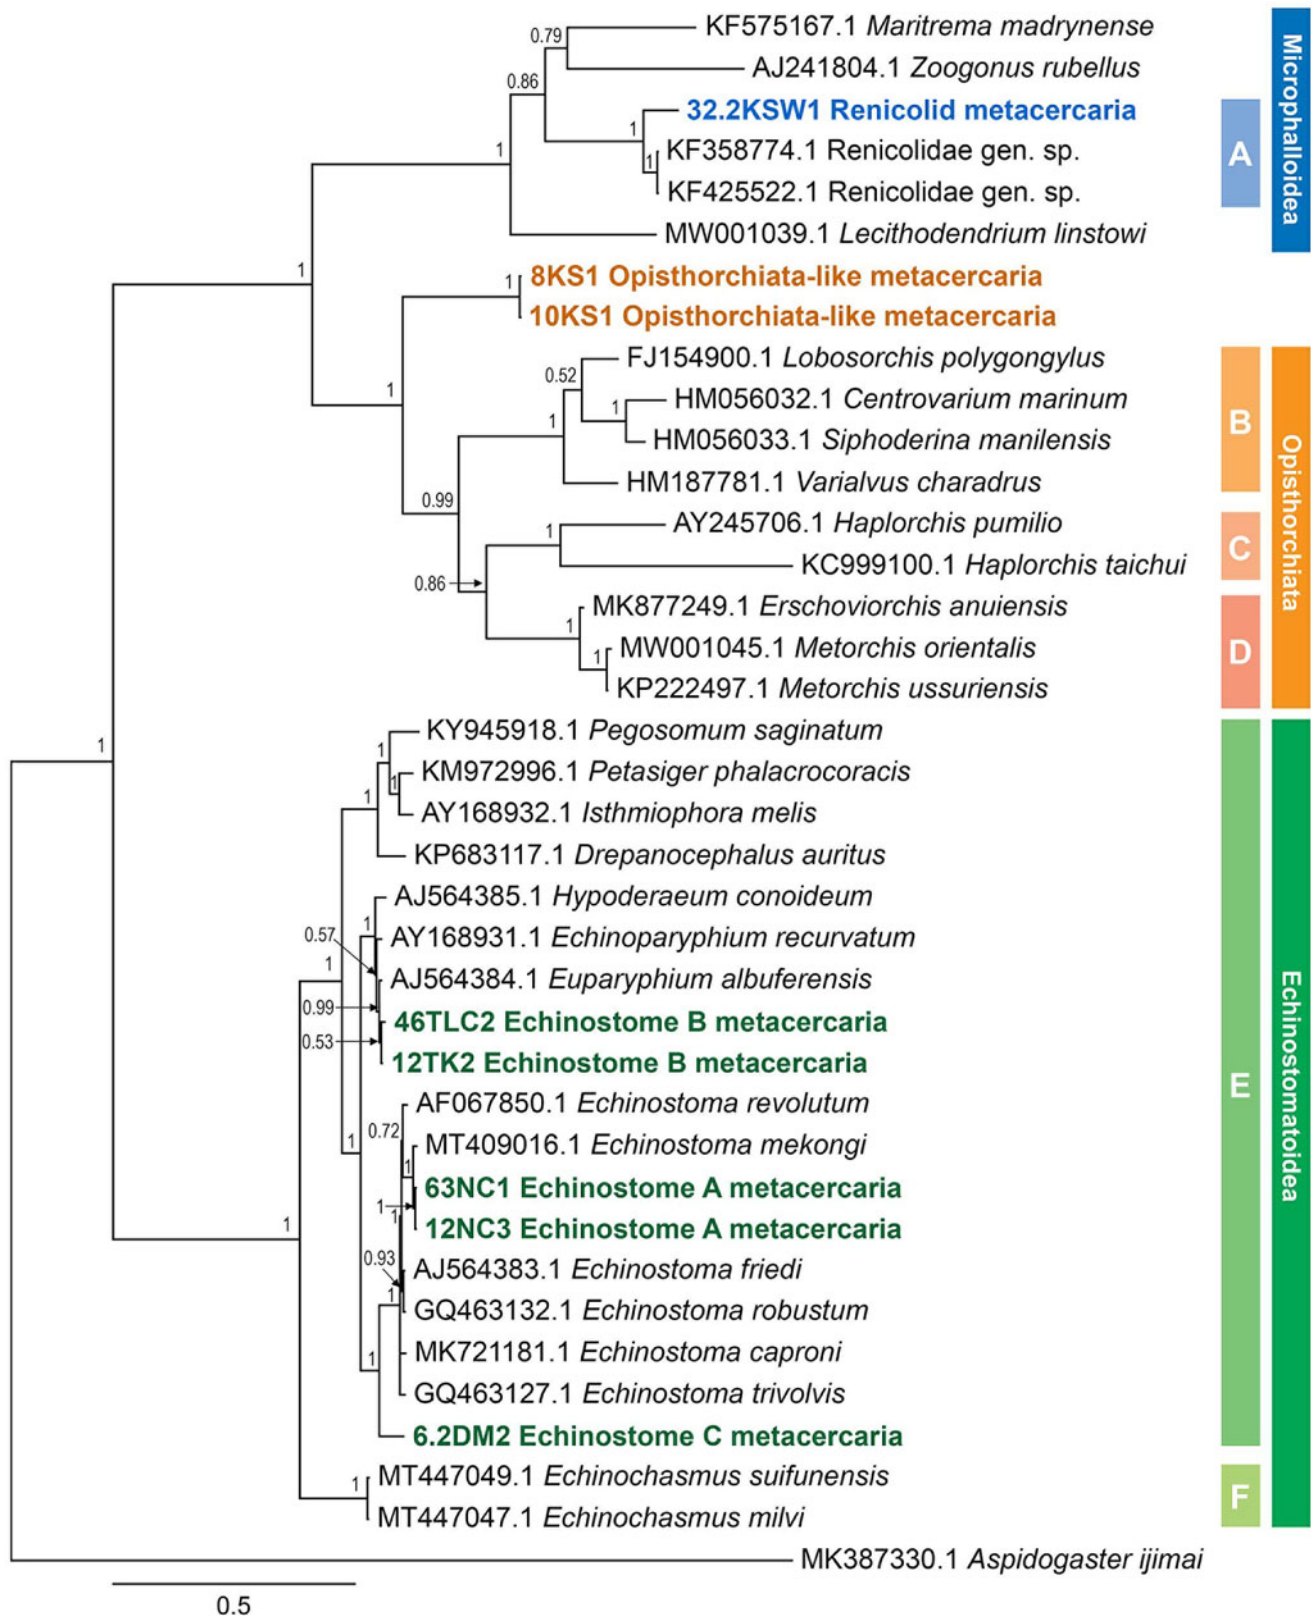 KF575167.1 Maritrema madrynense
0.79
AJ241804.1 Zoogonus rubellus
0.86
32.2KSW1 Renicolid metacercaria
1
KF358774.1 Renicolidae gen. sp.
1
1
KF425522.1 Renicolidae gen. sp.
MW001039.1 Lecithodendrium linstowi
A
Microphalloidea
1
8KS1 Opisthorchiata-like metacercaria
1
10KS1 Opisthorchiata-like metacercaria
FJ154900.1 Lobosorchis polygongylus
0.52
1
HM056032.1 Centrovarium marinum
1
1
HM056033.1 Siphoderina manilensis
HM187781.1 Varialvus charadrus
B
0.99
AY245706.1 Haplorchis pumilio
1
KC999100.1 Haplorchis taichui
C
0.86
MK877249.1 Erschoviorchis anuiensis
1
MW001045.1 Metorchis orientalis
1
KP222497.1 Metorchis ussuriensis
D
Opisthorchiata
KY945918.1 Pegosomum saginatum
1
1
KM972996.1 Petasiger phalacrocoracis
1
1
AY168932.1 Isthmiophora melis
KP683117.1 Drepanocephalus auritus
AJ564385.1 Hypoderaeum conoideum
1
0.57
AY168931.1 Echinoparyphium recurvatum
1
AJ564384.1 Euparyphium albuferensis
0.99
46TLC2 Echinostome B metacercaria
0.53
12TK2 Echinostome B metacercaria
AF067850.1 Echinostoma revolutum
0.72
1
MT409016.1 Echinostoma mekongi
1
63NC1 Echinostome A metacercaria
1
1
12NC3 Echinostome A metacercaria
1
0.93
AJ564383.1 Echinostoma friedi
1
GQ463132.1 Echinostoma robustum
MK721181.1 Echinostoma caproni
1
GQ463127.1 Echinostoma trivolvis
6.2DM2 Echinostome C metacercaria
E
MT447049.1 Echinochasmus suifunensis
1
MT447047.1 Echinochasmus milvi
F
Echinostomatoidea
MK387330.1 Aspidogaster ijimai
0.5